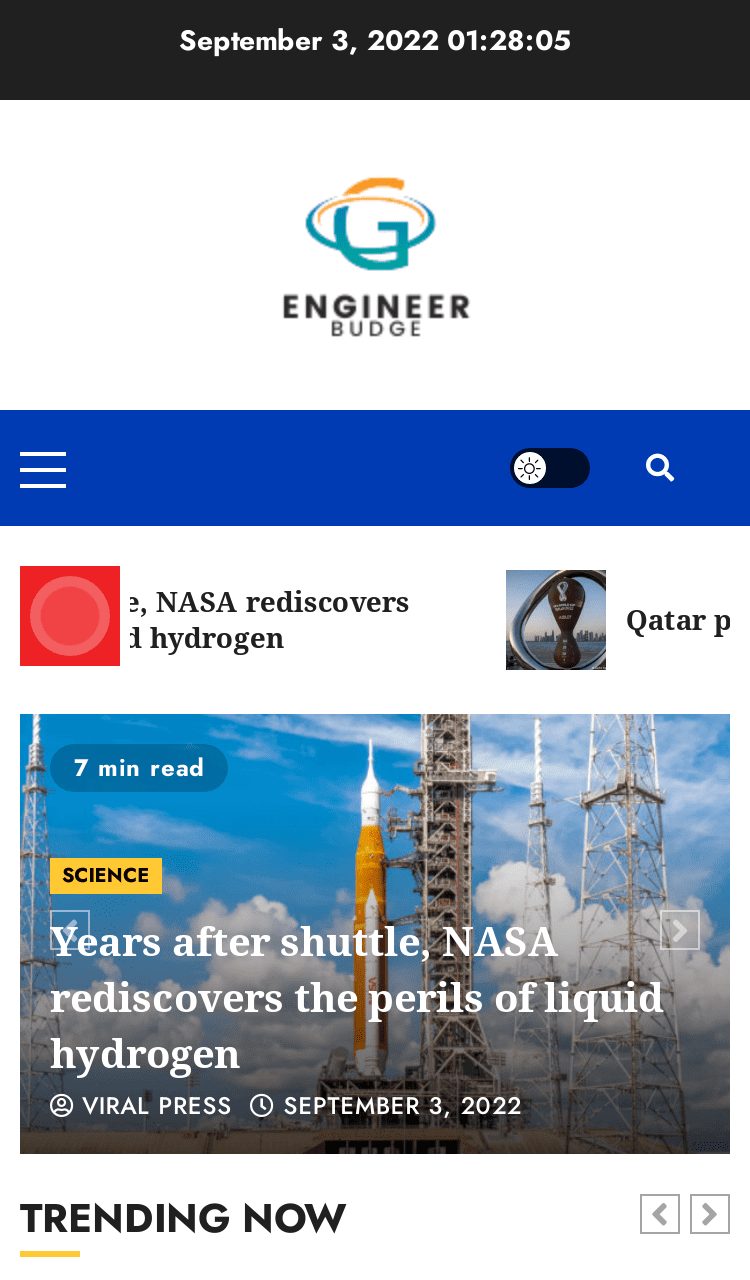 September 3, 2022 01:28:05
ENGINEER
BUDGE
e, NASA rediscovers
d hydrogen
Qatar p
7 min read
SCIENCE
Years after shuttle, NASA
rediscovers the perils of liquid
hydrogen
VIRAL PRESS SEPTEMBER 3, 2022
TRENDING NOW